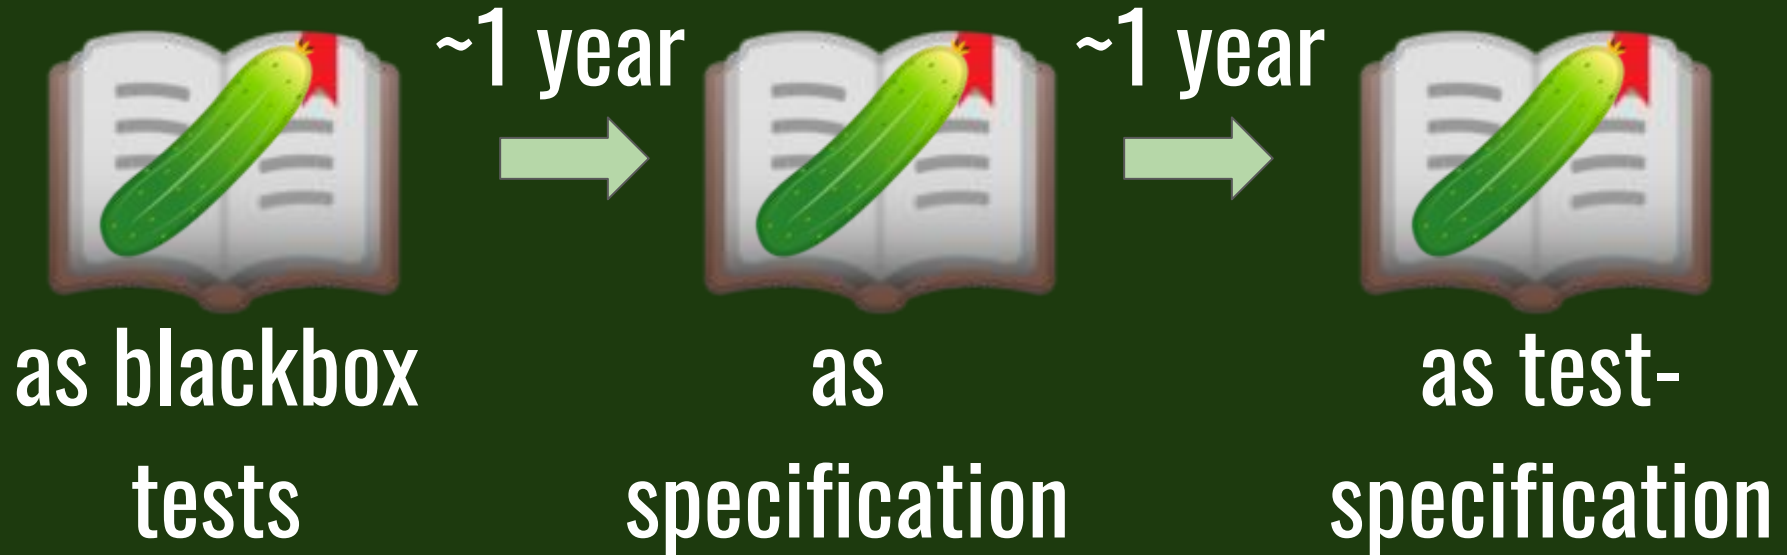 ~1 year
~1 year
as blackbox
tests
as
specification
as test-
specification